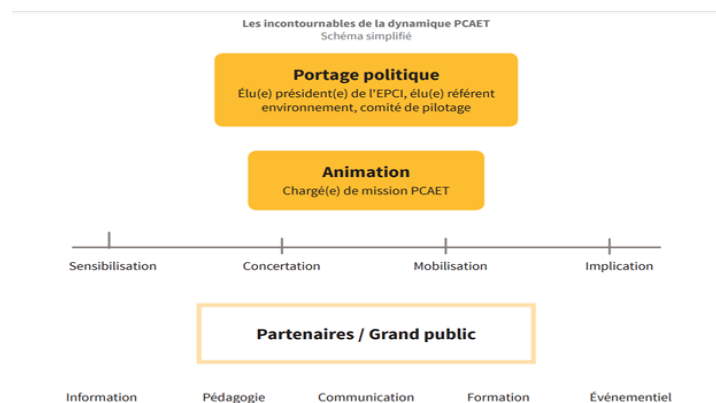 Les incontournables de la dynamique PCAET
Schéma simplifié
Portage politique
Élu(e) président(e) de l'EPCI, élu(e) référent
environnement, comité de pilotage
Animation
Chargé(e) de mission PCAET
Sensibilisation Concertation Mobilisation Implication
Partenaires / Grand public
Information Pédagogie Communication Formation Événementiel